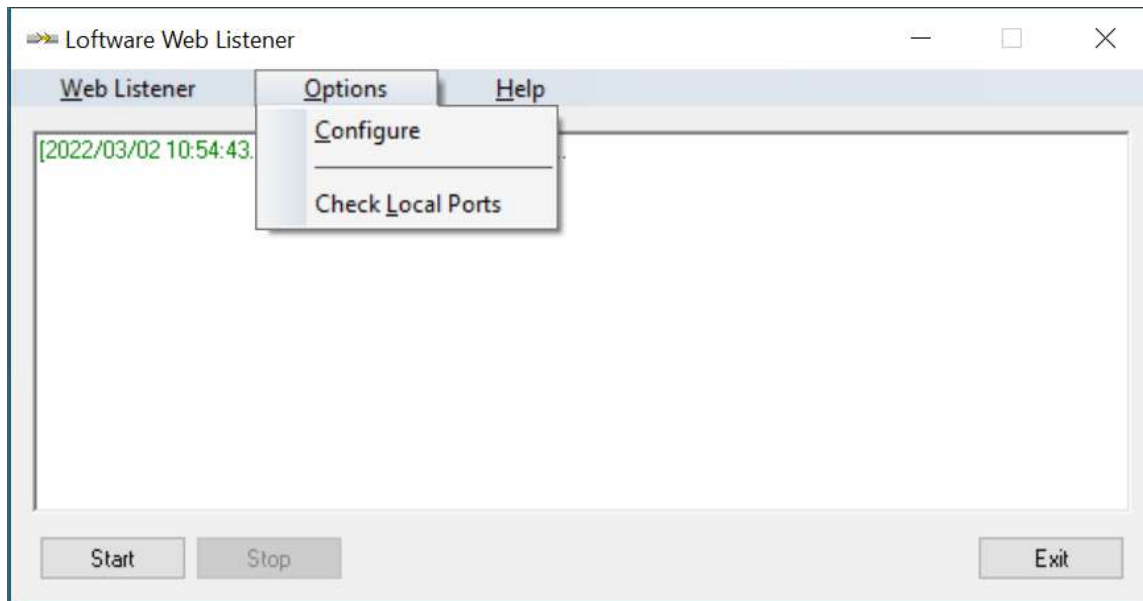 Loftware Web Listener
Web Listener Options Help
Configure
[2022/03/02 10:54:43.
Check Local Ports
Start Stop Exit